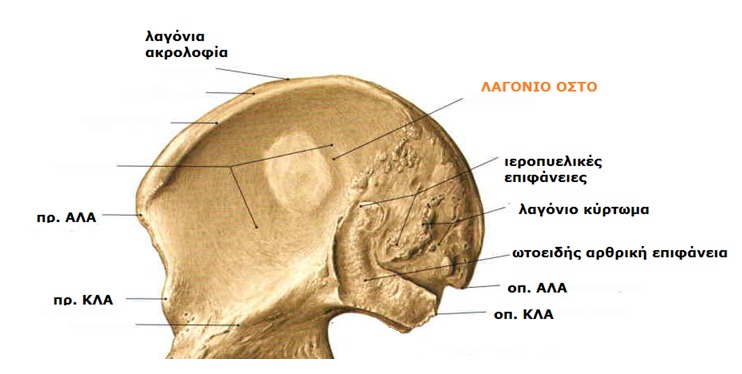 λαγόνια
ακρολοφία
ΛΑΓΟΝΙΟ ΟΣΤΟ
ιεροπυελικές
επιφάνειες
λαγόνιο κύρτωμα
πρ. ΑΛΑ
ωτοειδής αρθρική επιφάνεια
οπ. ΑΛΑ
πρ. ΚΛΑ
οπ. ΚΛΑ